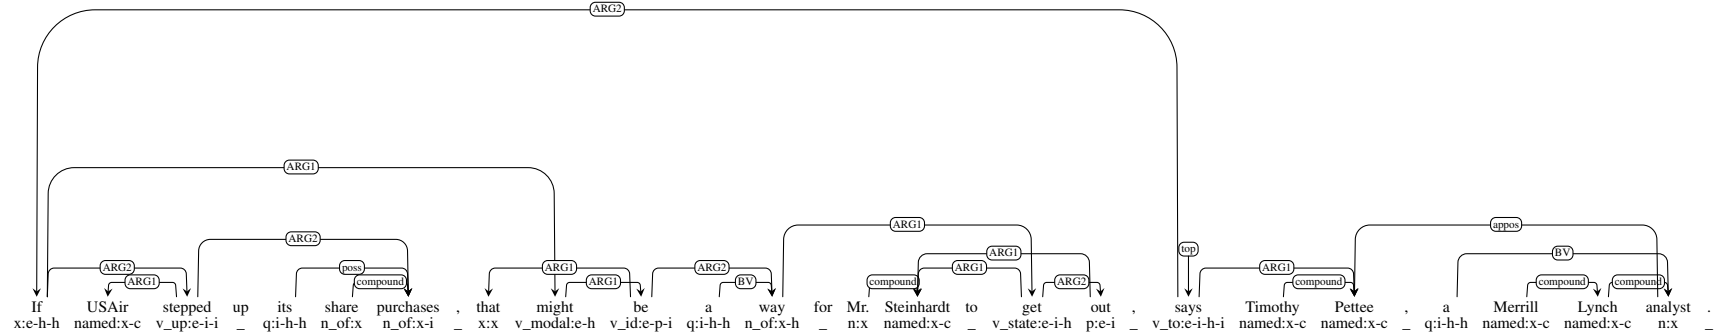 ARG2
ARG1
ARG1 appos
ARG2 top
ARG1 BV
ARG2 poss ARG1 ARG2 ARG1 ARG1
ARG1 compound ARG1 BV compound ARG2 compound compound compound
If USAir stepped up its share purchases , that might be a way for Mr. Steinhardt to get out , says Timothy Pettee , a Merrill Lynch analyst .
x:e-h-h named:x-c v_up:e-i-i _ q:i-h-h n_of:x n_of:x-i _ x:x v_modal:e-h v_id:e-p-i q:i-h-h n_of:x-h _ n:x named:x-c _ v_state:e-i-h p:e-i _ v_to:e-i-h-i named:x-c named:x-c _ q:i-h-h named:x-c named:x-c n:x _